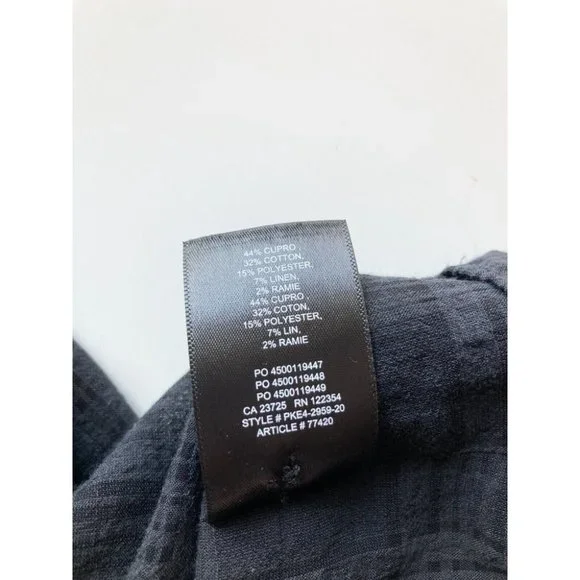 44% CUPRO,
32% COTTON,
15% POLYESTER,
7% LINEN,
2% RAMIE
44% CUPRO,
32% COTON,
15% POLYESTER,
7% LIN,
2% RAMIE
PO 4500119447
PO 4500119448
PO 4500119449
CA 23725 RN 122354
STYLE # PKE4-2959-20
ARTICLE # 77420